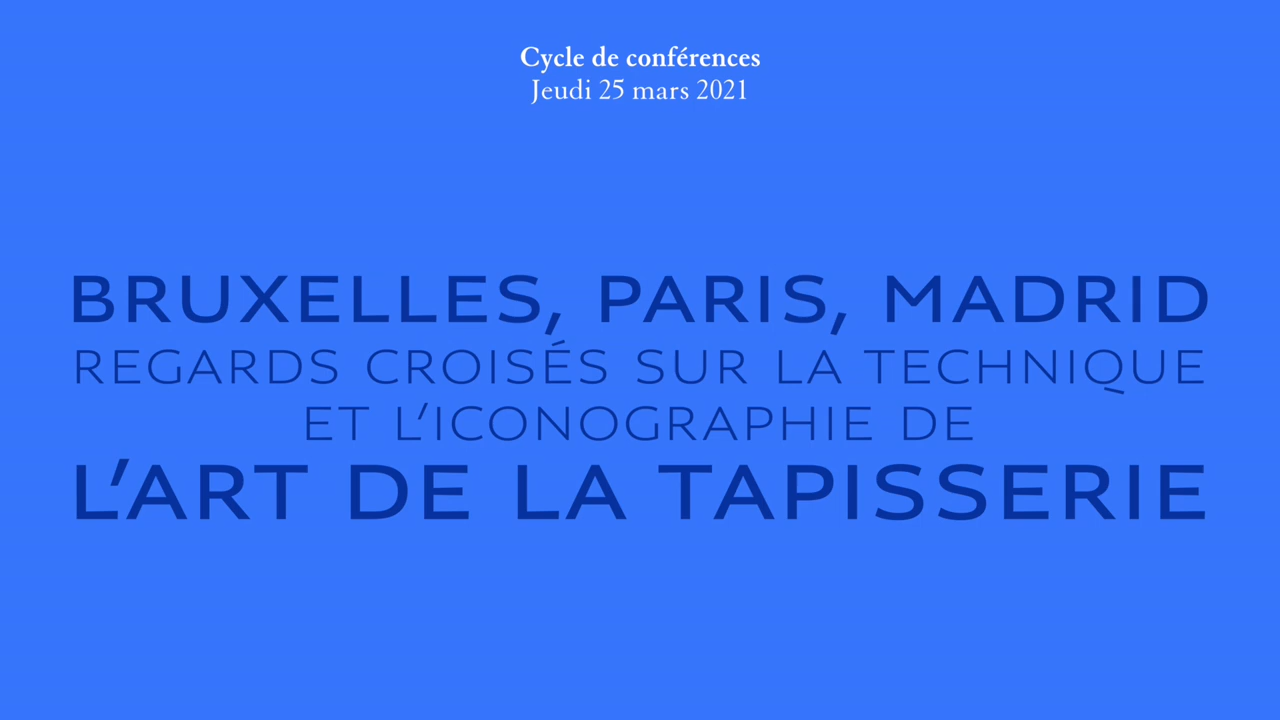 Cycle de conférences
Jeudi 25 mars 2021
BRUXELLES, PARIS, MADRID
REGARDS CROISÉS SUR LA TECHNIQUE
ET L’ICONOGRAPHIE DE
L’ART DE LA TAPISSERIE